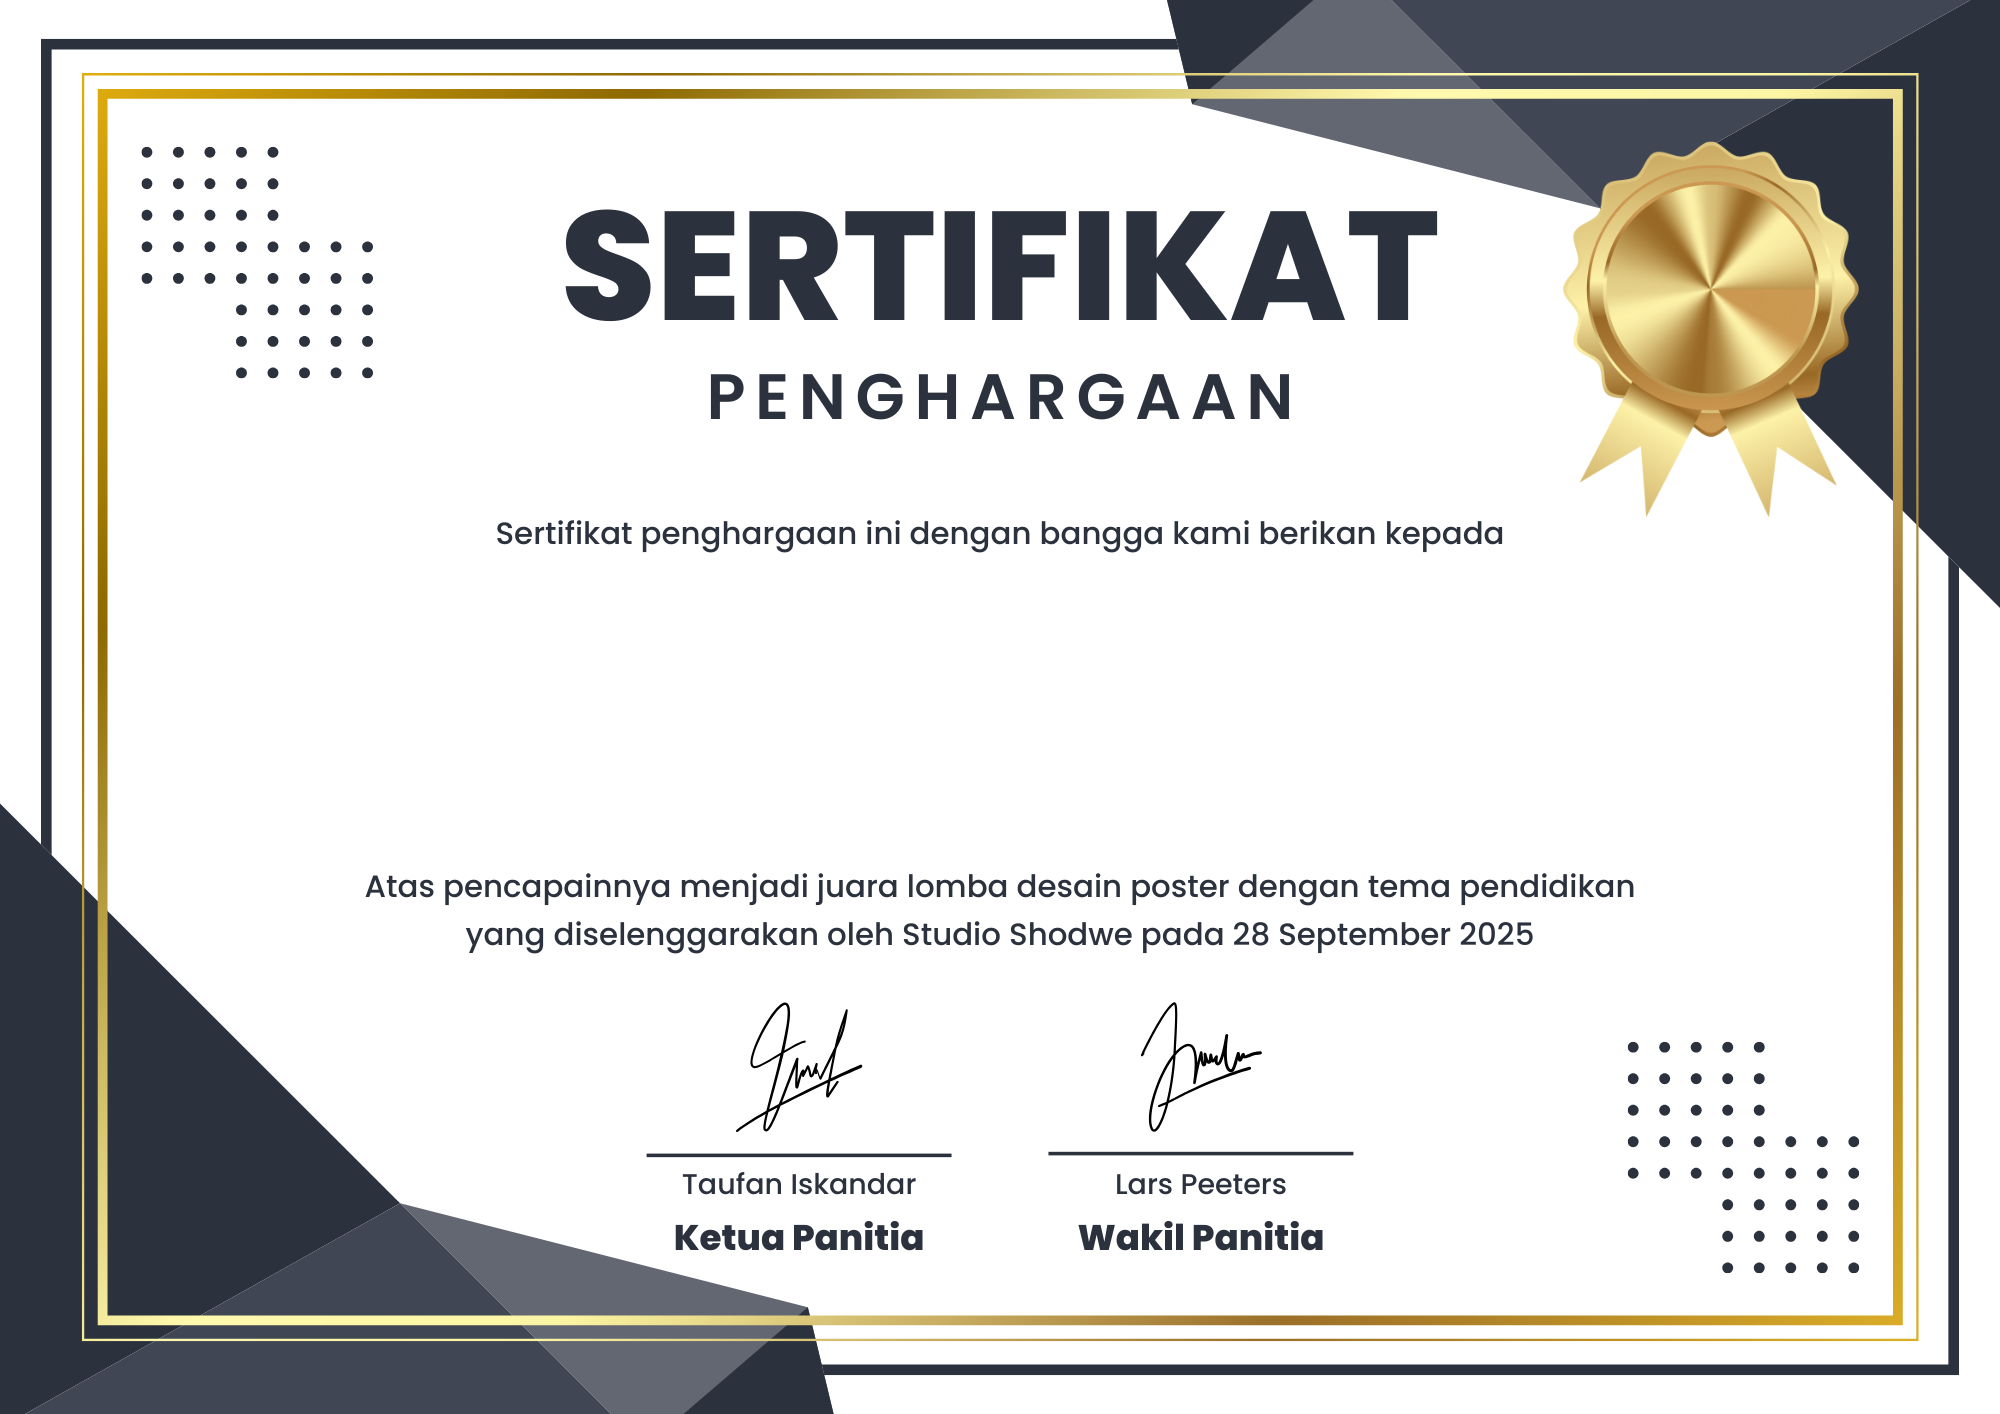 SERTIFIKAT
PENGHARGAAN
Sertifikat penghargaan ini dengan bangga kami berikan kepada
Atas pencapainnya menjadi juara lomba desain poster dengan tema pendidikan
yang diselenggarakan oleh Studio Shodwe pada 28 September 2025
Taufan Iskandar
Ketua Panitia
Lars Peeters
Wakil Panitia